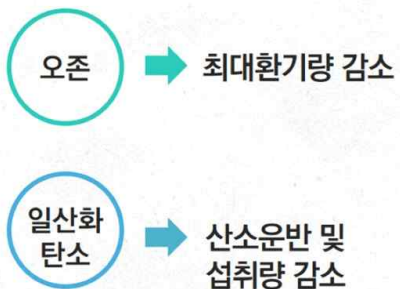 오존
최대환기량 감소
일산화
탄소
산소운반 및
섭취량 감소